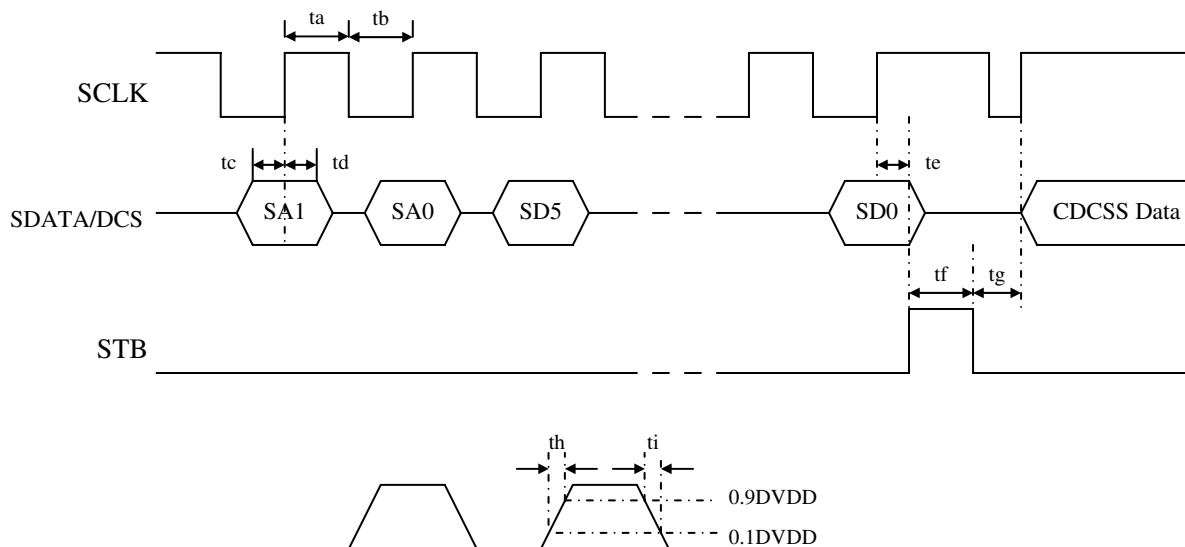 ta tb
SCLK
tc td te
SDATA/DCS SA1 SA0 SD5 SD0 CDCSS Data
tf tg
STB
th ti
0.9DVDD
0.1DVDD